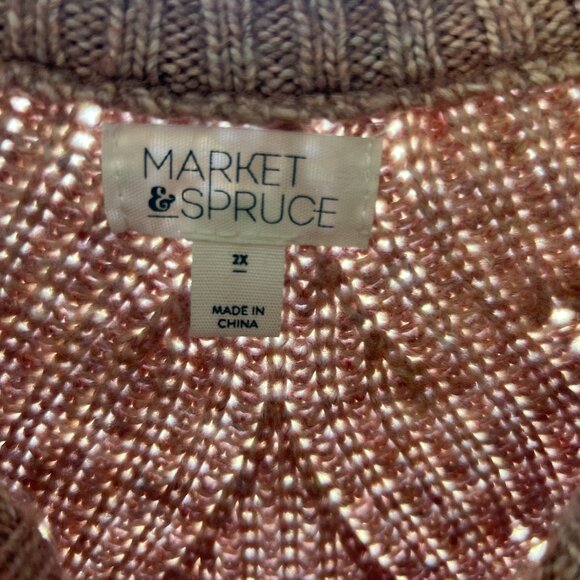 MARKET
& SPRUCE
2X
MADE IN
CHINA